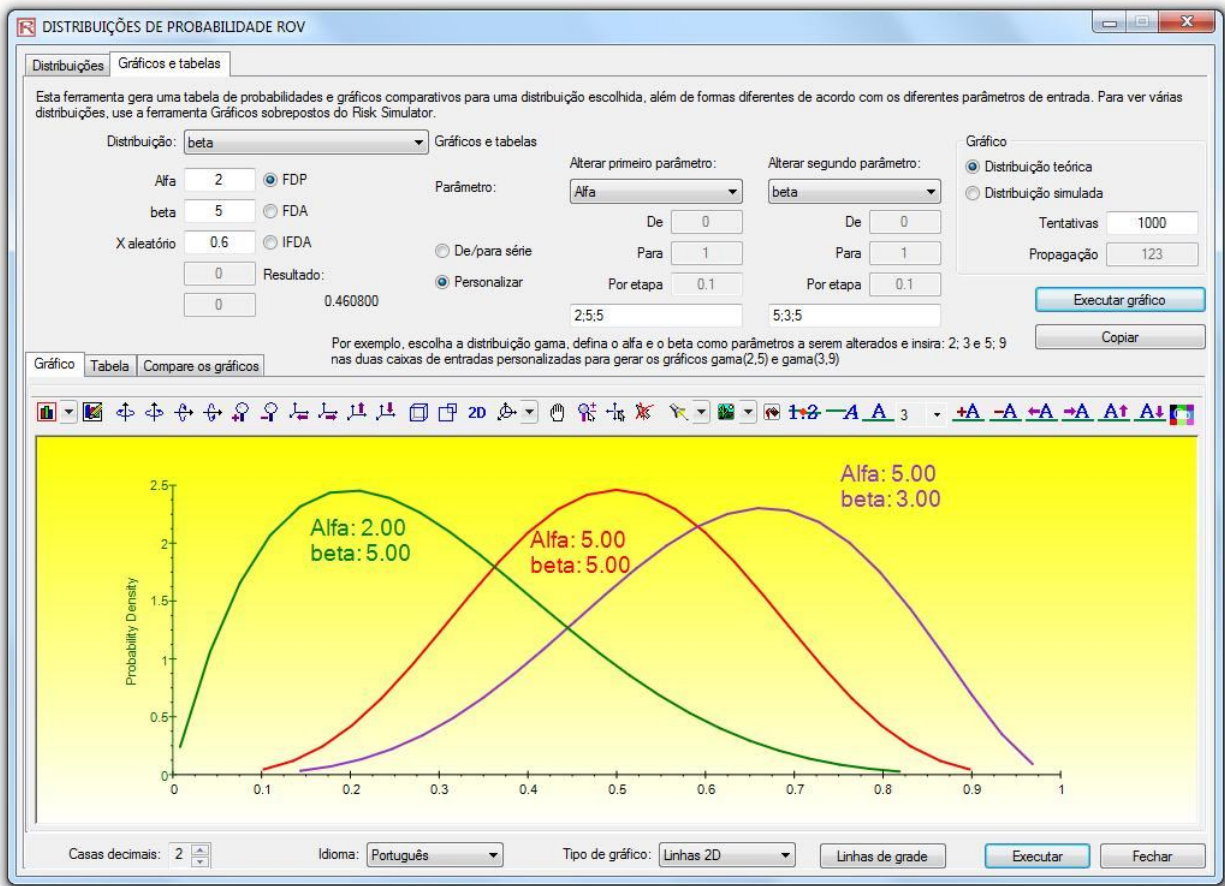 DISTRIBUIÇÕES DE PROBABILIDADE ROV
Distribuições Gráficos e tabelas
Esta ferramenta gera uma tabela de probabilidades e gráficos comparativos para uma distribuição escolhida, além de formas diferentes de acordo com os diferentes parâmetros de entrada. Para ver várias
distribuições, use a ferramenta Gráficos sobrepostos do Risk Simulator.
Distribuição: beta Gráficos e tabelas
Alfa 2 FDP
beta 5 FDA
X aleatório 0.6 IFDA
0 Resultado:
0 0.460800
Parâmetro:
De/para série
Personalizar
Alterar primeiro parâmetro:
Alfa
De 0
Para 1
Por etapa 0.1
2;5;5
Alterar segundo parâmetro:
beta
De 0
Para 1
Por etapa 0.1
5;3;5
Gráfico
Distribuição teórica
Distribuição simulada
Tentativas 1000
Propagação 123
Executar gráfico
Copiar
Por exemplo, escolha a distribuição gama, defina o alfa e o beta como parâmetros a serem alterados e insira: 2; 3 e 5; 9
nas duas caixas de entradas personalizadas para gerar os gráficos gama(2,5) e gama(3,9)
Gráfico Tabela Compare os gráficos
2D 3
Alfa: 5.00
beta: 3.00
Alfa: 2.00
beta: 5.00
Alfa: 5.00
beta: 5.00
Probability Density
2.5
2
1.5
1
0.5
0
0 0.1 0.2 0.3 0.4 0.5 0.6 0.7 0.8 0.9 1
Casas decimais: 2 Idioma: Português Tipo de gráfico: Linhas 2D Linhas de grade Executar Fechar